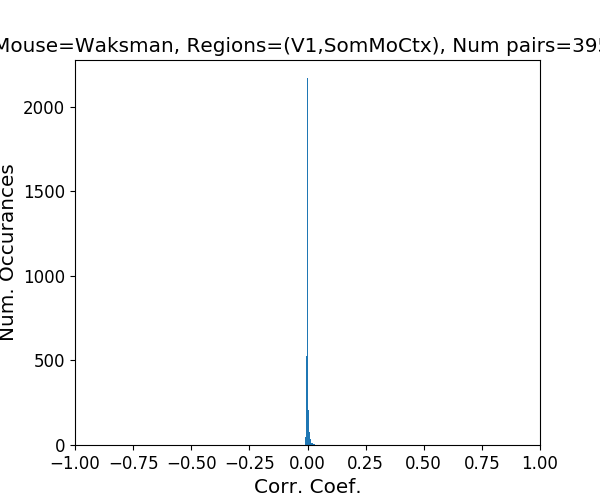 Mouse=Waksman, Regions=(V1,SomMoCtx), Num pairs=395
2000
1500
1000
500
0
Num. Occurances
−1.00 −0.75 −0.50 −0.25 0.00 0.25 0.50 0.75 1.00
Corr. Coef.